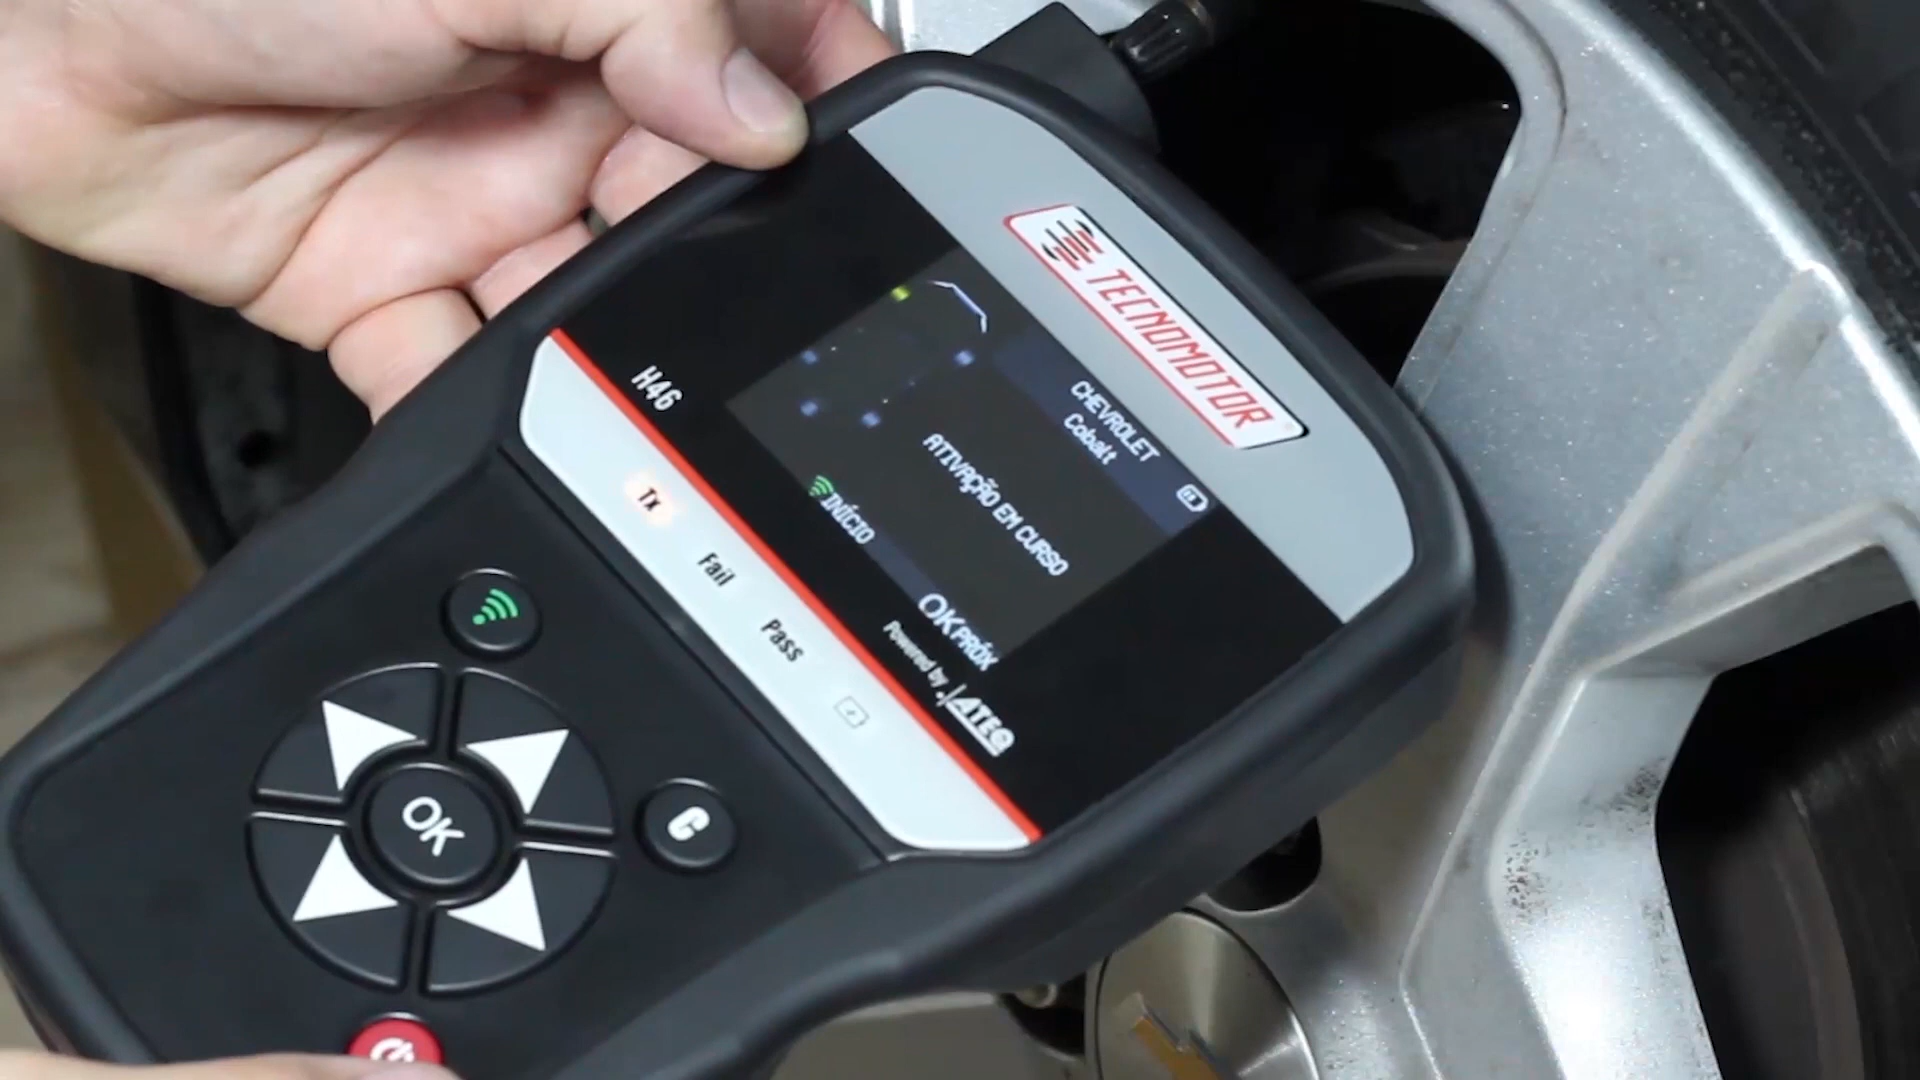 TECNOMOTOR
CHEVROLET
Cobalt
ATIVAÇÃO EM CURSO
INÍCIO
OK PRÓX
Powered by ATEQ
H46
Tx
Fail
Pass
OK
C